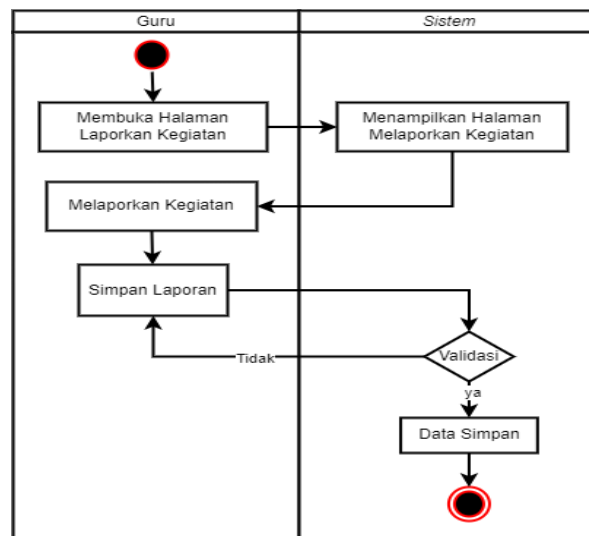 Guru
Sistem
Membuka Halaman
Laporkan Kegiatan
Menampilkan Halaman
Melaporkan Kegiatan
Melaporkan Kegiatan
Simpan Laporan
Validasi
Tidak
ya
Data Simpan